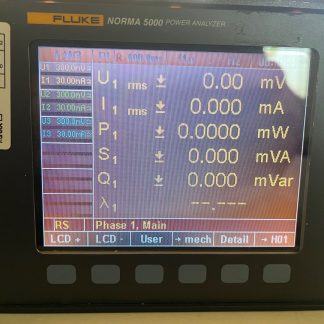 FLUKE NORMA 5000 POWER ANALYZER
U1 300.0mV
I1 30.00mA
U2 300.0mV
I2 30.00mA
U3 300.0mV
I3 30.00mA
U1 rms 0.00 mV
I1 rms 0.00 mA
P1 0.0000 mW
S1 0.000 mVA
Q1 0.000 mVar
λ1 --.----
RS Phase 1, Main
LCD + LCD - User → mech Detail → H01